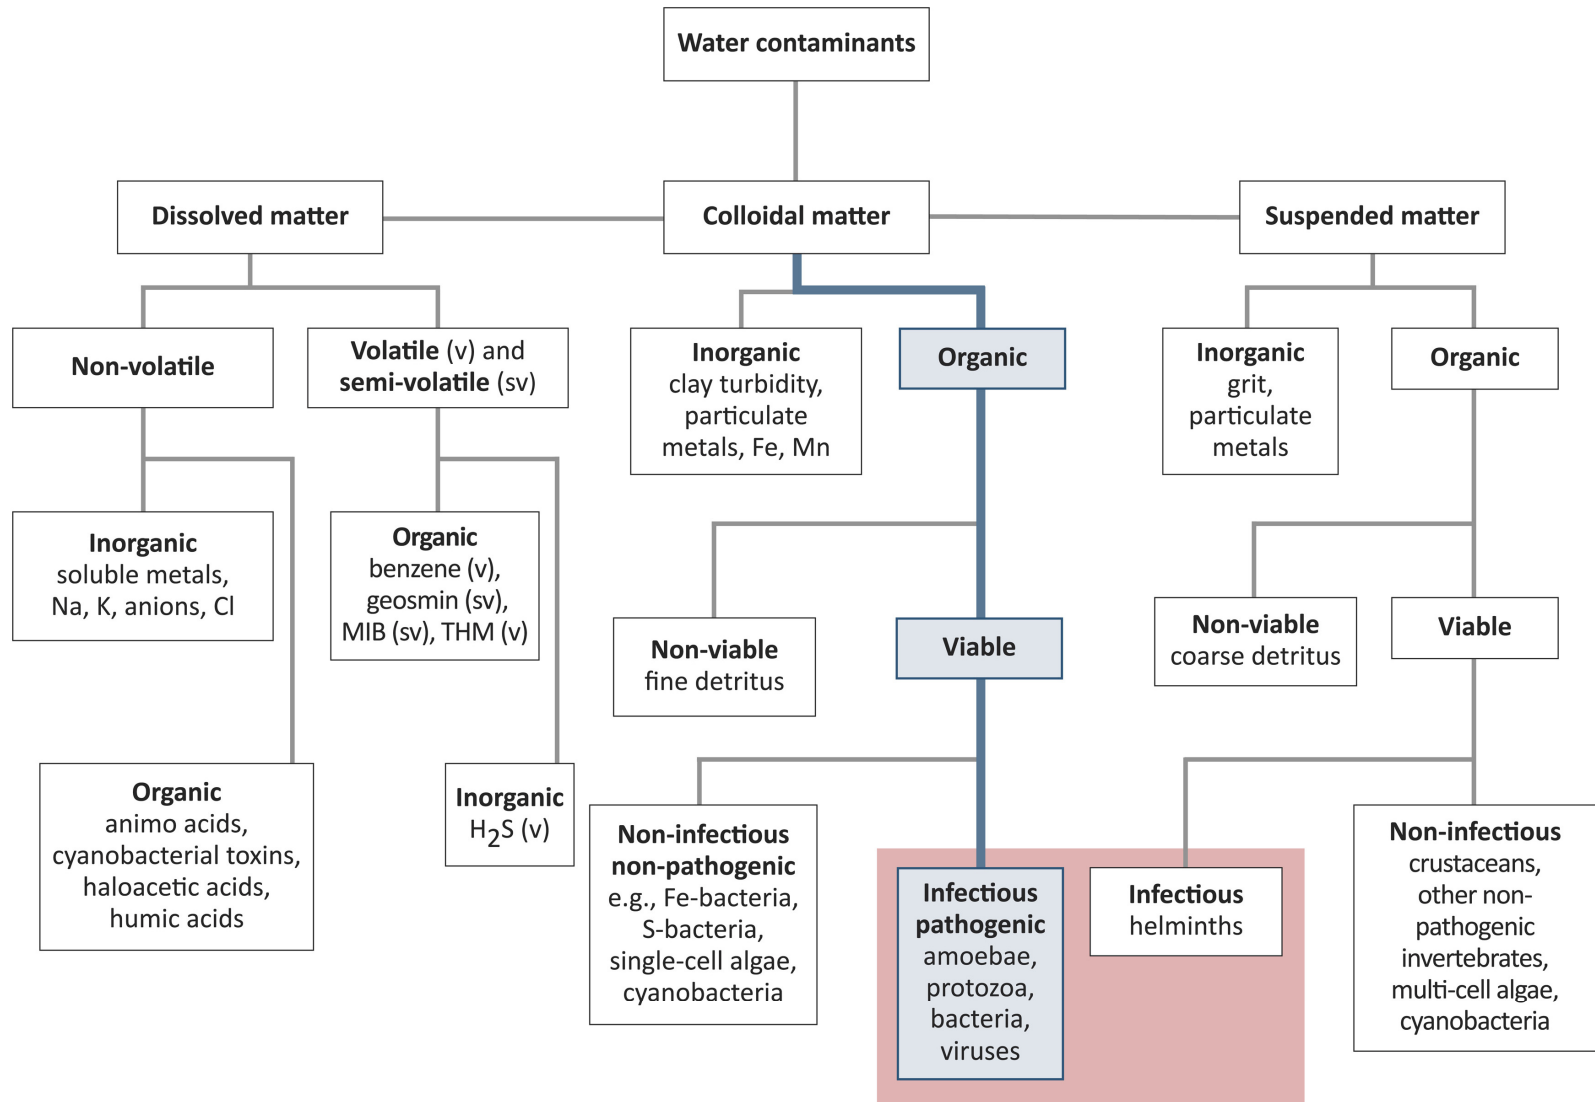 Water contaminants
Dissolved matter
Colloidal matter
Suspended matter
Non-volatile
Volatile (v) and
semi-volatile (sv)
Inorganic
clay turbidity,
particulate
metals, Fe, Mn
Organic
Inorganic
grit,
particulate
metals
Organic
Inorganic
soluble metals,
Na, K, anions, Cl
Organic
benzene (v),
geosmin (sv),
MIB (sv), THM (v)
Non-viable
fine detritus
Viable
Non-viable
coarse detritus
Viable
Organic
animo acids,
cyanobacterial toxins,
haloacetic acids,
humic acids
Inorganic
H2S (v)
Non-infectious
non-pathogenic
e.g., Fe-bacteria,
S-bacteria,
single-cell algae,
cyanobacteria
Infectious
pathogenic
amoebae,
protozoa,
bacteria,
viruses
Infectious
helminths
Non-infectious
crustaceans,
other non-
pathogenic
invertebrates,
multi-cell algae,
cyanobacteria